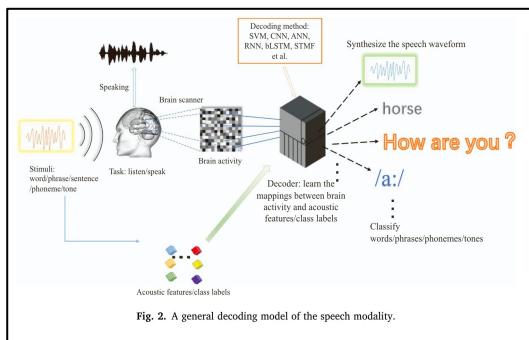 Decoding method:
SVM, CNN, ANN,
RNN, bLSTM, STMF
et al.
Synthesize the speech waveform
Speaking
Brain scanner
horse
How are you ?
Brain activity
Stimuli:
word/phrase/sentence
/phoneme/tone
Task: listen/speak
Decoder: learn the
mappings between brain
activity and acoustic
features/class labels
/a:/
Classify
words/phrases/phonemes/tones
Acoustic features/class labels
Fig. 2. A general decoding model of the speech modality.